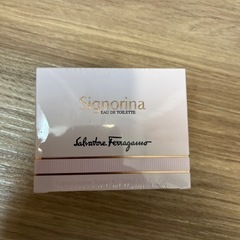 Signorina
EAU DE TOILETTE
Salvatore Ferragamo